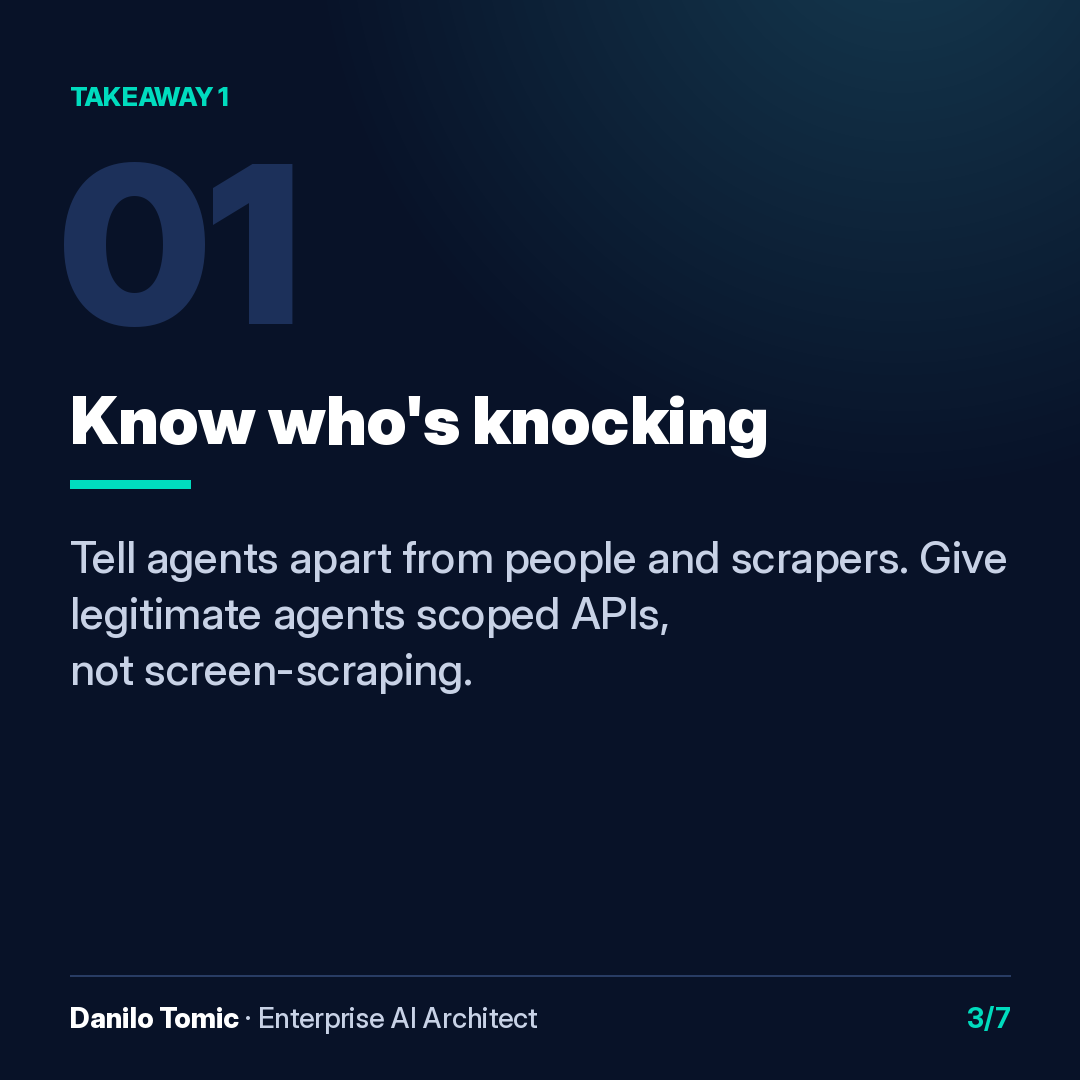 TAKEAWAY 1
01
Know who's knocking
Tell agents apart from people and scrapers. Give
legitimate agents scoped APIs,
not screen-scraping.
Danilo Tomic · Enterprise AI Architect
3/7